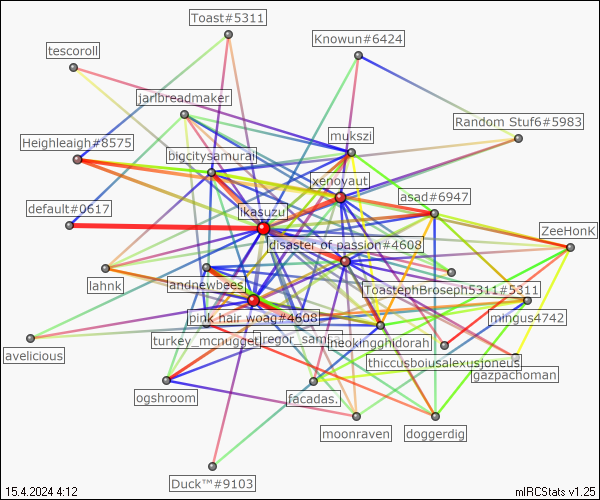 Toast#5311
Knowun#6424
tescoroll
jarlbreadmaker
Random Stuf6#5983
mukszi
Heighleaigh#8575
bigcitysamurai
xenoyaut
asad#6947
default#0617
ikasuzu
ZeeHonK
disaster of passion#4608
lahnk
landnewbees
ToastephBroseph5311#5311
pink hair woag#4608
mingus4742
turkey_mcnugget
neokingghidorah
avelicious
thiccusboiusalexusjoneus
gazpachoman
ogshroom
facadas.
moonraven
doggerdig
Duck™#9103
15.4.2024 4:12
mIRCStats v1.25